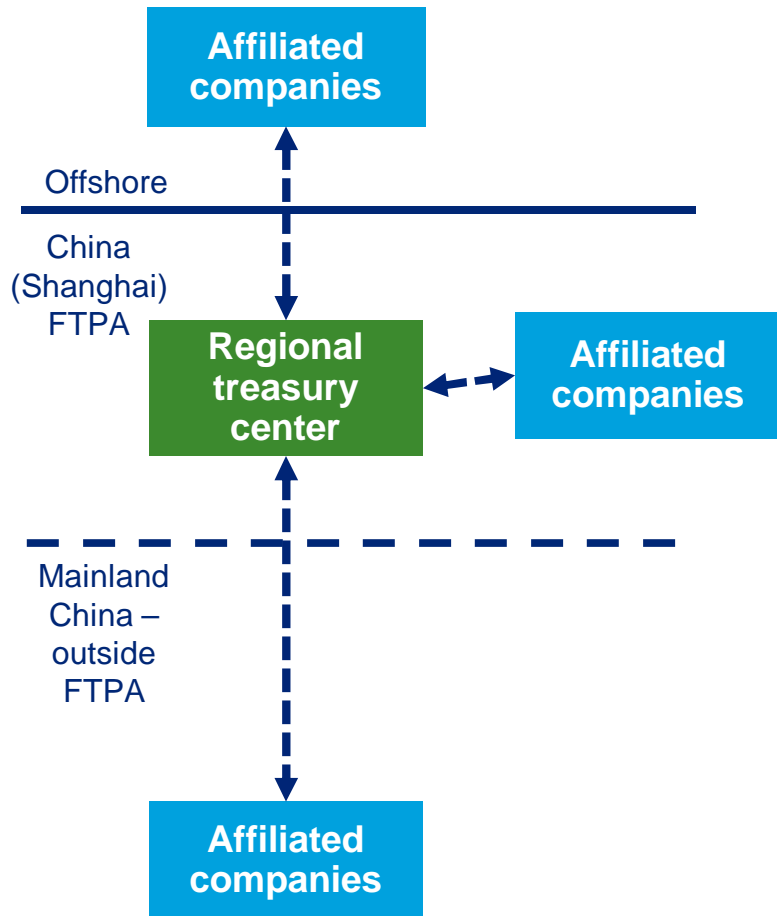 Affiliated
companies
Offshore
China
(Shanghai)
FTPA
Regional
treasury
center
Affiliated
companies
Mainland
China –
outside
FTPA
Affiliated
companies